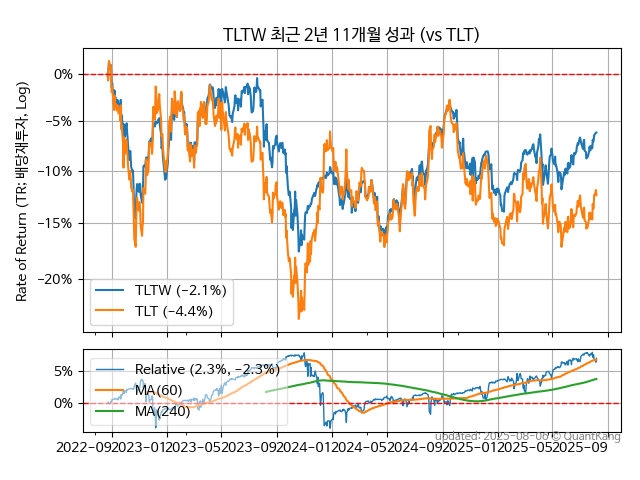 TLTW 최근 2년 11개월 성과 (vs TLT)
Rate of Return (TR: 배당재투자, Log)
0%
−5%
−10%
−15%
−20%
TLTW (−2.1%)
TLT (−4.4%)
5%
0%
Relative (2.3%, −2.3%)
MA(60)
MA(240)
2022-09
2023-01
2023-05
2023-09
2024-01
2024-05
2024-09
2025-01
2025-05
2025-09
updated: 2025-08-06 © QuantKang